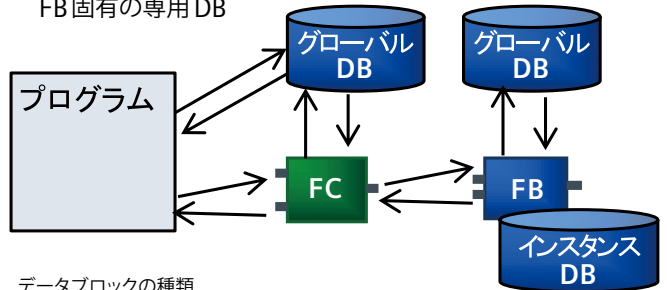 FB固有の専用DB
グローバル
DB
グローバル
DB
プログラム
FC
FB
インスタンス
DB
データブロックの種類